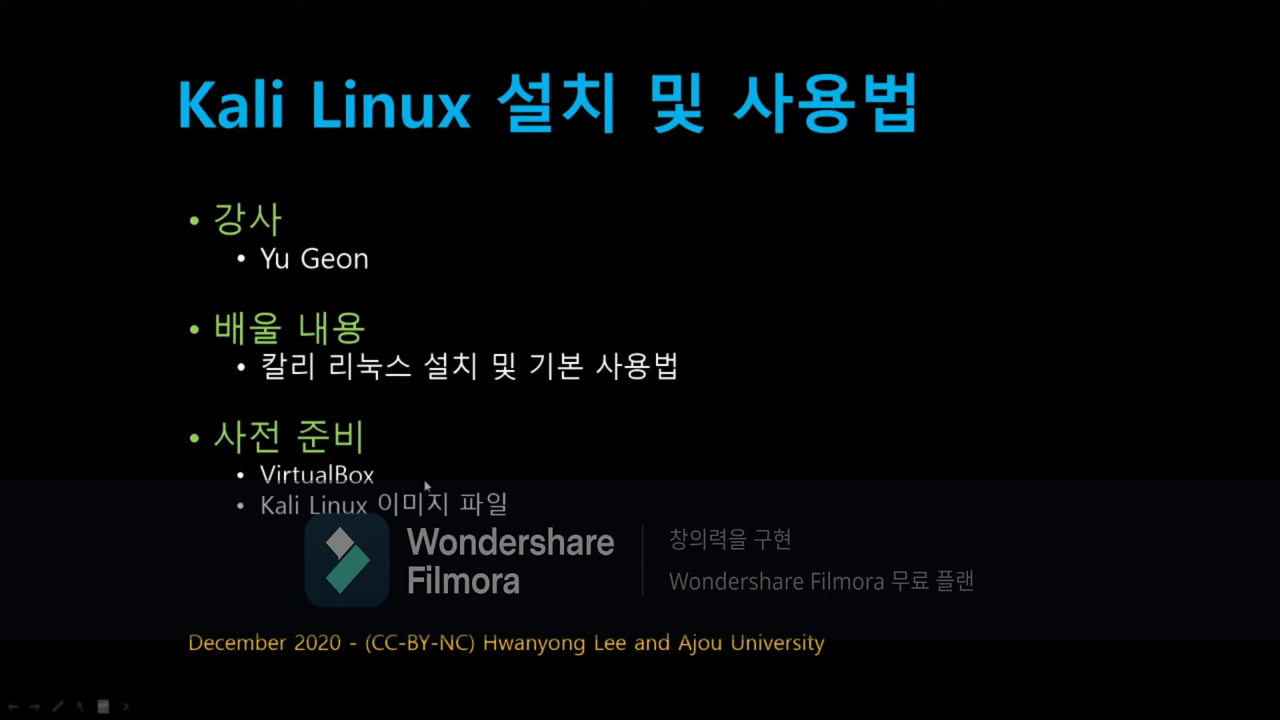 Kali Linux 설치 및 사용법
• 강사
• Yu Geon
• 배울 내용
• 칼리 리눅스 설치 및 기본 사용법
• 사전 준비
• VirtualBox
• Kali Linux 이미지 파일
Wondershare
Filmora
창의력을 구현
Wondershare Filmora 무료 플랜
December 2020 - (CC-BY-NC) Hwanyong Lee and Ajou University